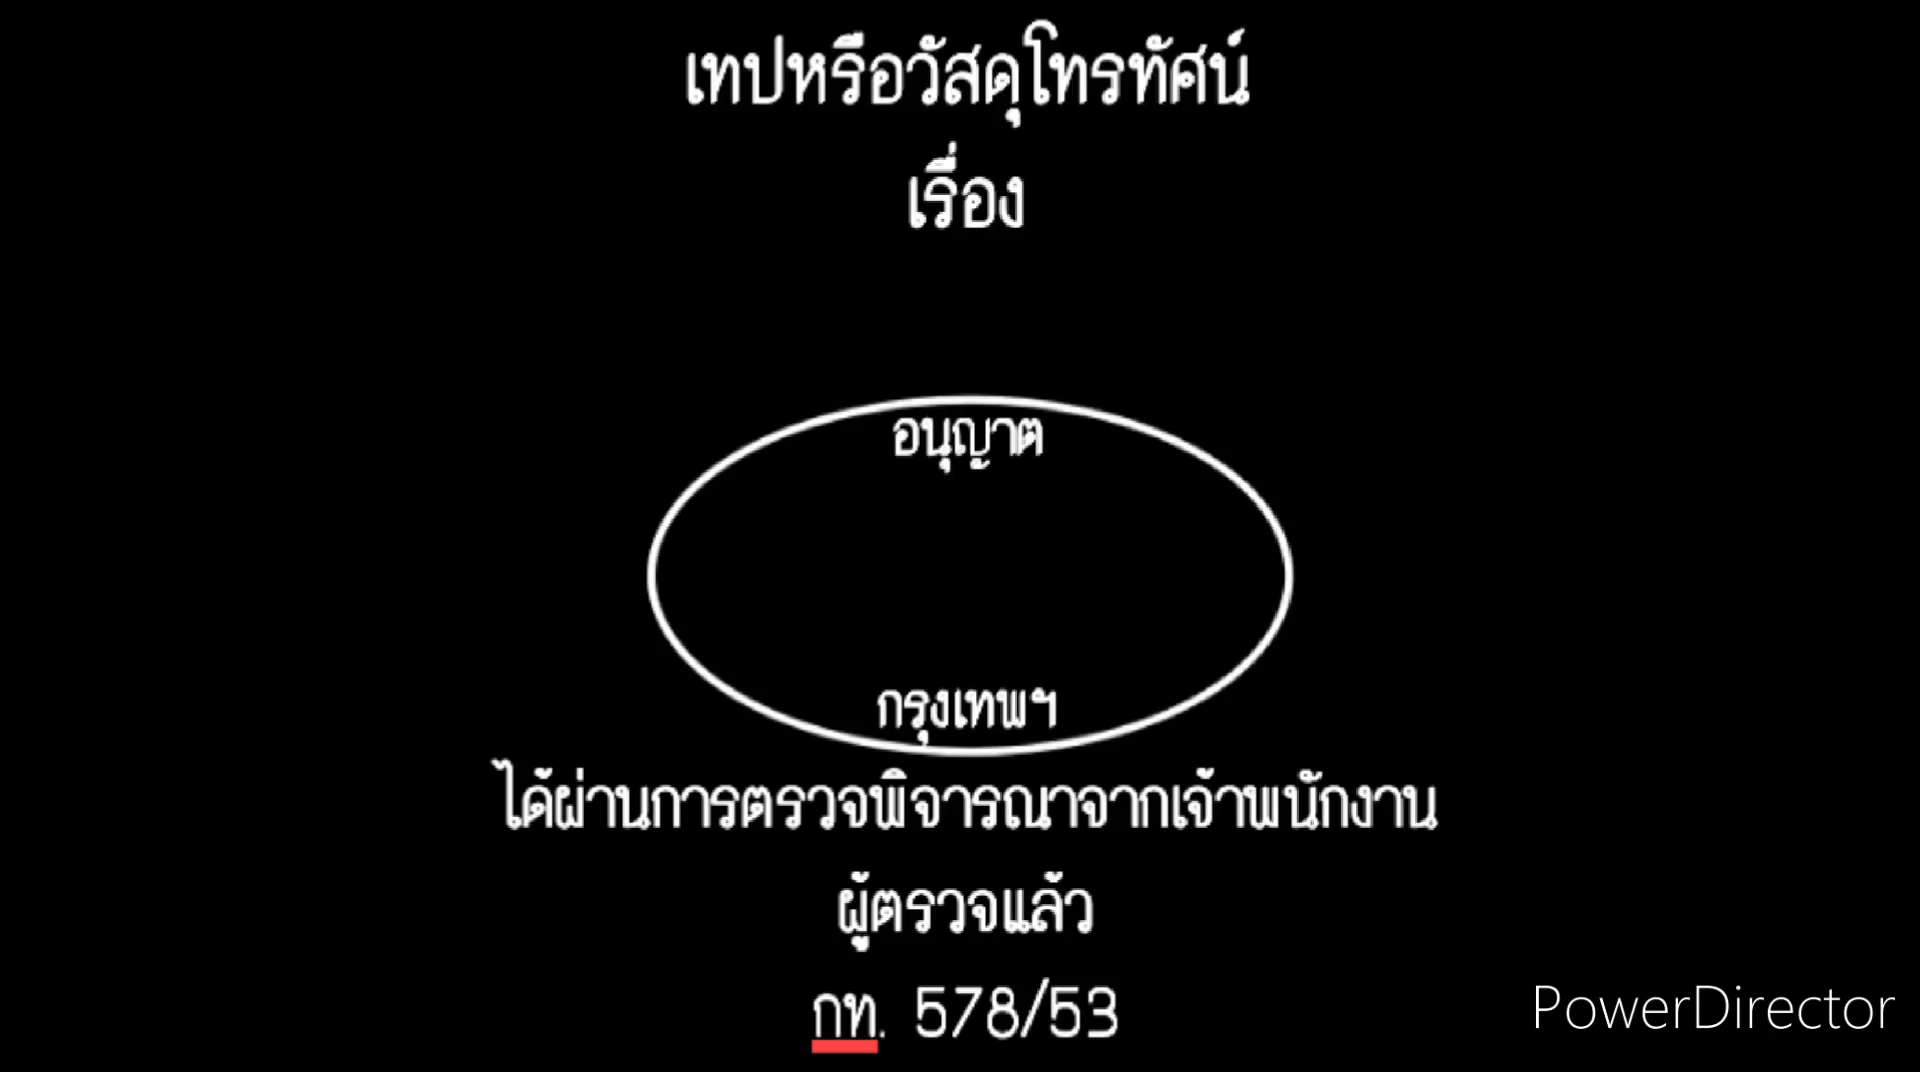 เทปหรือวัสดุโทรทัศน์
เรื่อง
อนุญาต
กรุงเทพฯ
ได้ผ่านการตรวจพิจารณาจากเจ้าพนักงาน
ผู้ตรวจแล้ว
กท. 578/53
PowerDirector